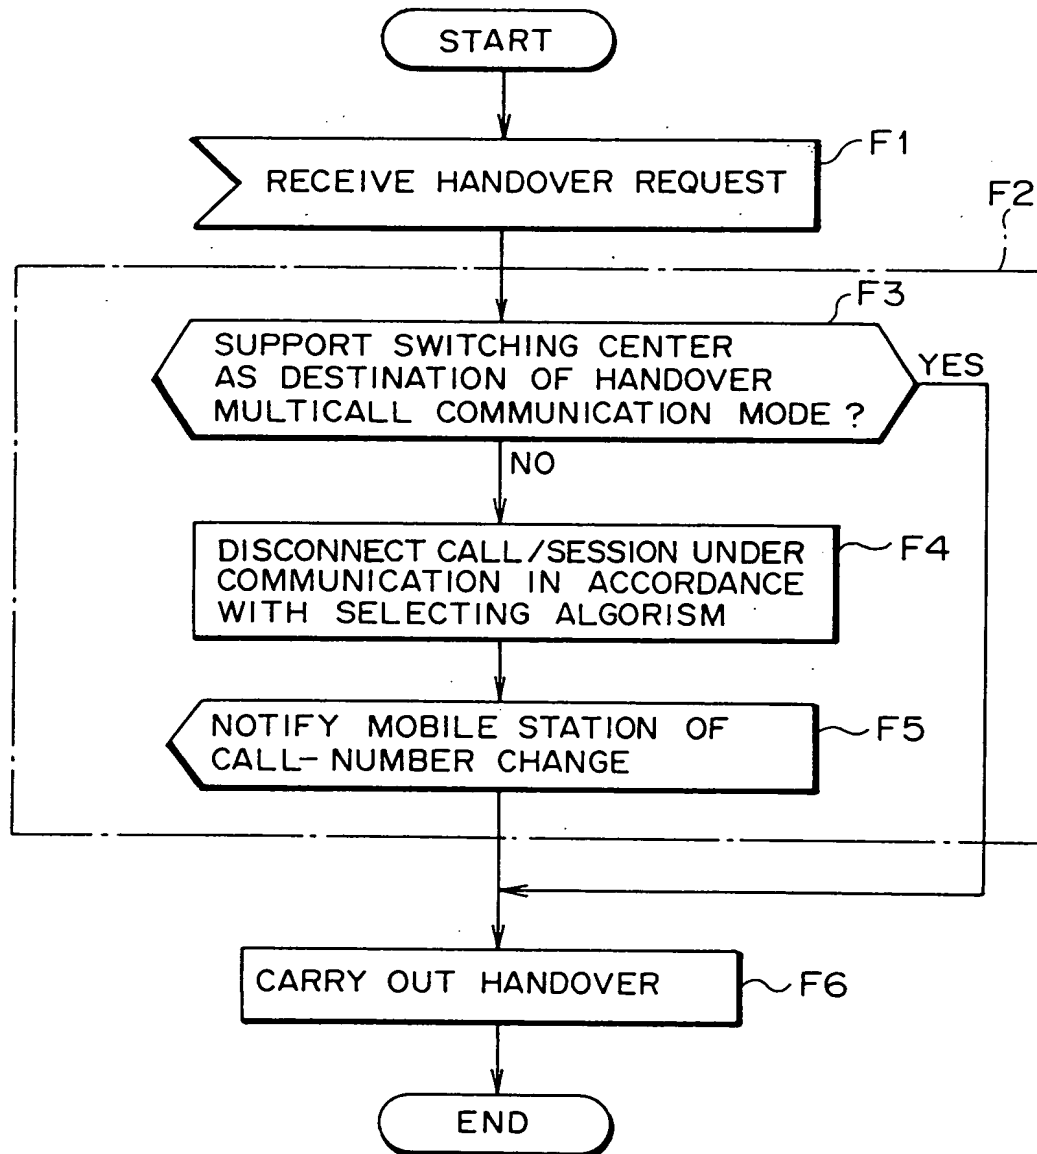 START
RECEIVE HANDOVER REQUEST
F1
F2
F3
SUPPORT SWITCHING CENTER
AS DESTINATION OF HANDOVER
MULTICALL COMMUNICATION MODE ?
YES
NO
DISCONNECT CALL/SESSION UNDER
COMMUNICATION IN ACCORDANCE
WITH SELECTING ALGORISM
F4
NOTIFY MOBILE STATION OF
CALL-NUMBER CHANGE
F5
CARRY OUT HANDOVER
F6
END